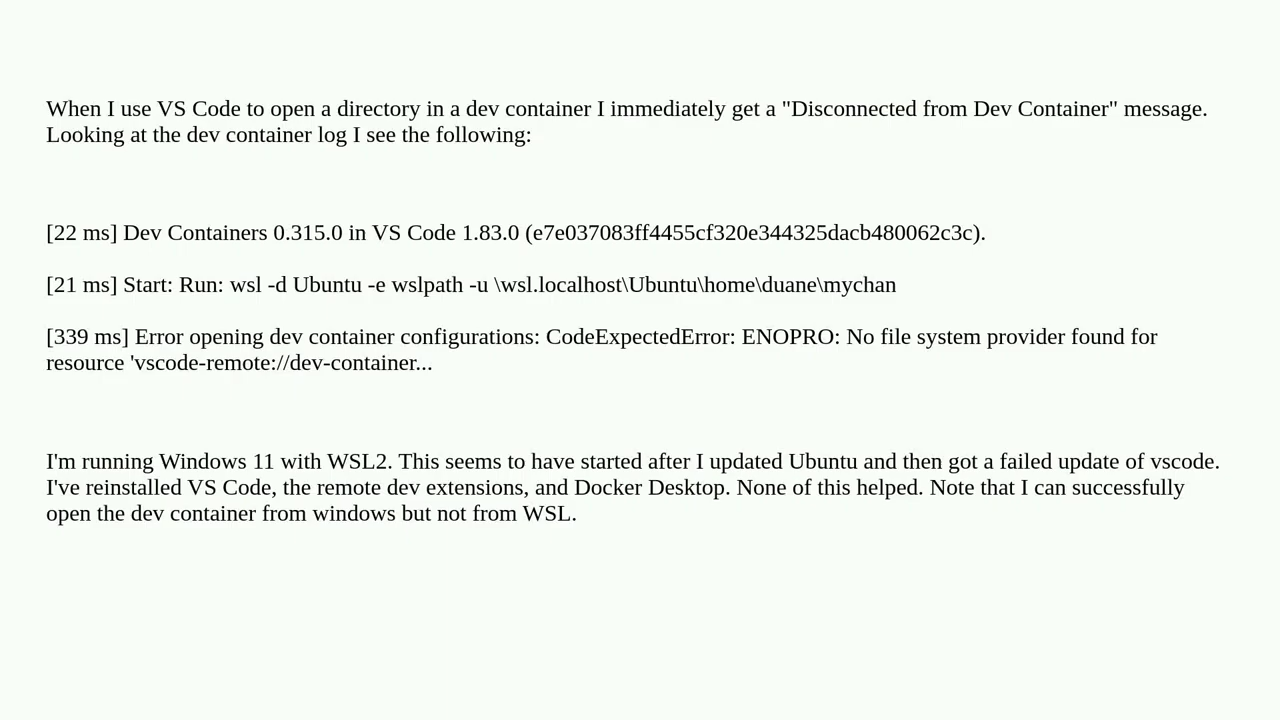 When I use VS Code to open a directory in a dev container I immediately get a "Disconnected from Dev Container" message.
Looking at the dev container log I see the following:
[22 ms] Dev Containers 0.315.0 in VS Code 1.83.0 (e7e037083ff4455cf320e344325dacb480062c3c).
[21 ms] Start: Run: wsl -d Ubuntu -e wslpath -u \wsl.localhost\Ubuntu\home\duane\mychan
[339 ms] Error opening dev container configurations: CodeExpectedError: ENOPRO: No file system provider found for
resource 'vscode-remote://dev-container...
I'm running Windows 11 with WSL2. This seems to have started after I updated Ubuntu and then got a failed update of vscode.
I've reinstalled VS Code, the remote dev extensions, and Docker Desktop. None of this helped. Note that I can successfully
open the dev container from windows but not from WSL.